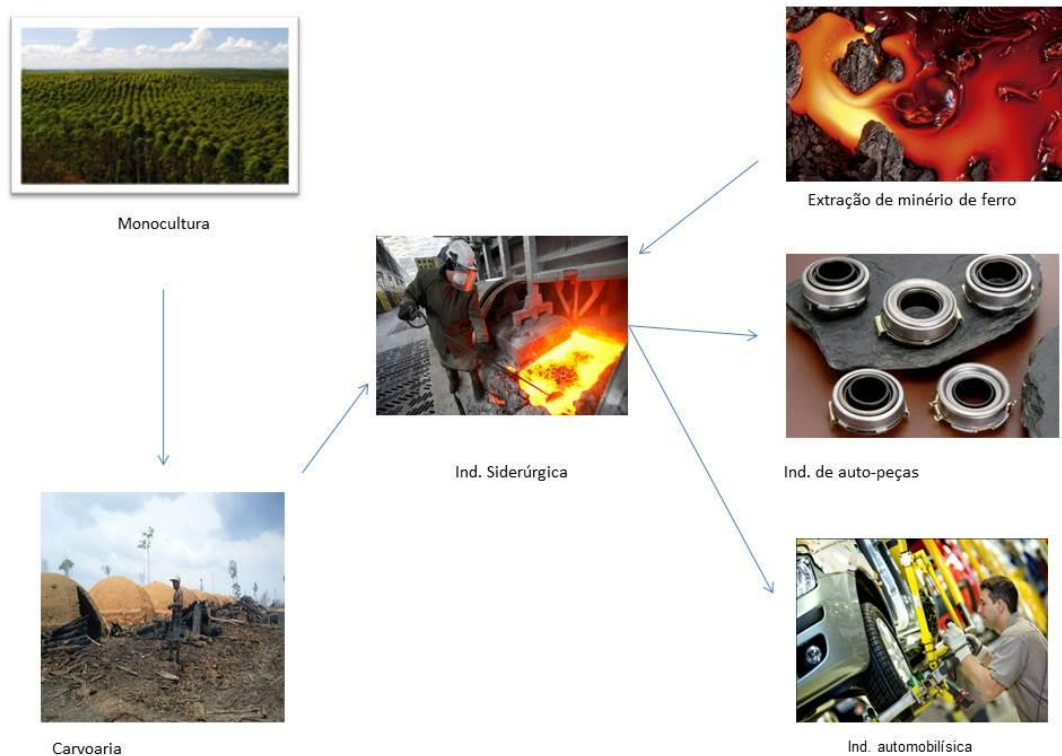 Monocultura
Extração de minério de ferro
Ind. Siderúrgica
Ind. de auto-peças
Carvoaria
Ind. automobilísica